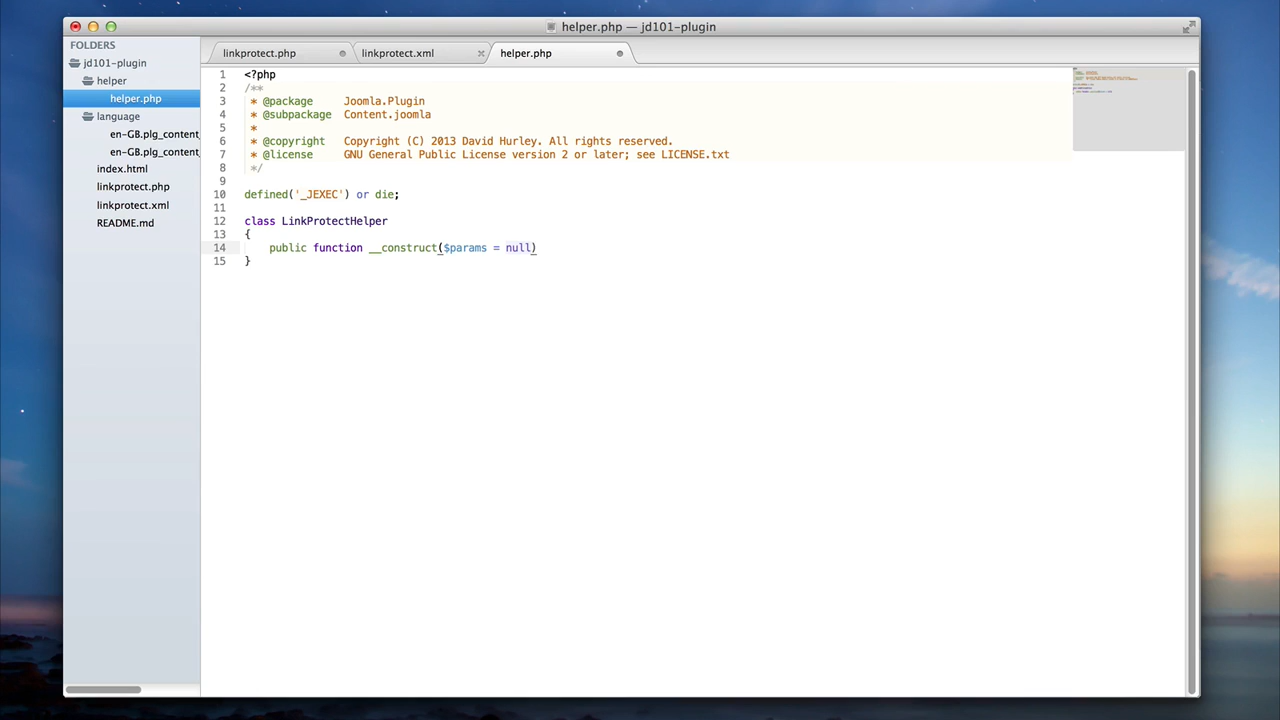 helper.php — jd101-plugin
FOLDERS
jd101-plugin
helper
helper.php
language
en-GB.plg_content_
en-GB.plg_content_
index.html
linkprotect.php
linkprotect.xml
README.md
linkprotect.php
linkprotect.xml
helper.php
1 <?php
2 /**
3 * @package Joomla.Plugin
4 * @subpackage Content.joomla
5 *
6 * @copyright Copyright (C) 2013 David Hurley. All rights reserved.
7 * @license GNU General Public License version 2 or later; see LICENSE.txt
8 */
9
10 defined('_JEXEC') or die;
11
12 class LinkProtectHelper
13 {
14 public function __construct($params = null)
15 }